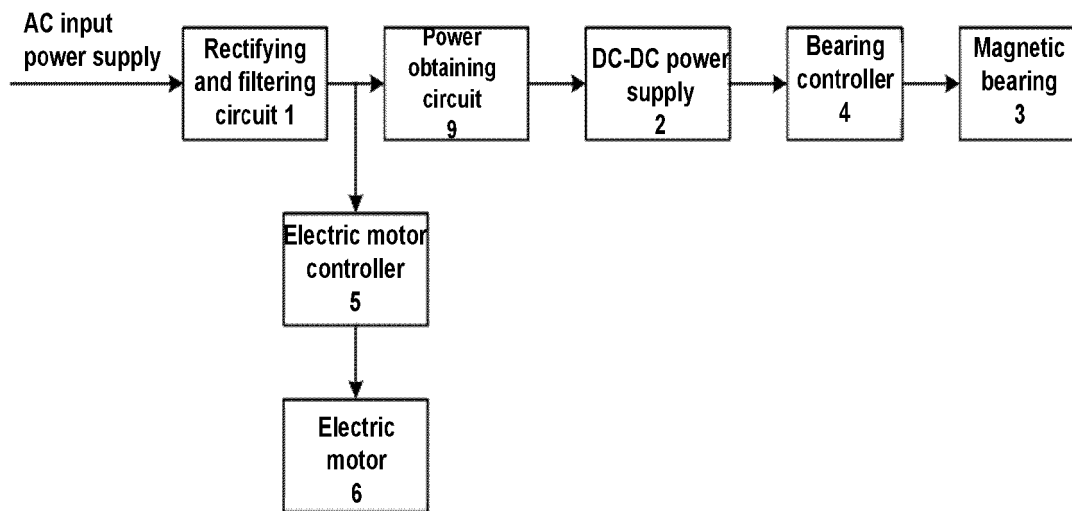 AC input
power supply
Rectifying
and filtering
circuit 1
Power
obtaining
circuit
9
DC-DC power
supply
2
Bearing
controller
4
Magnetic
bearing
3
Electric motor
controller
5
Electric
motor
6